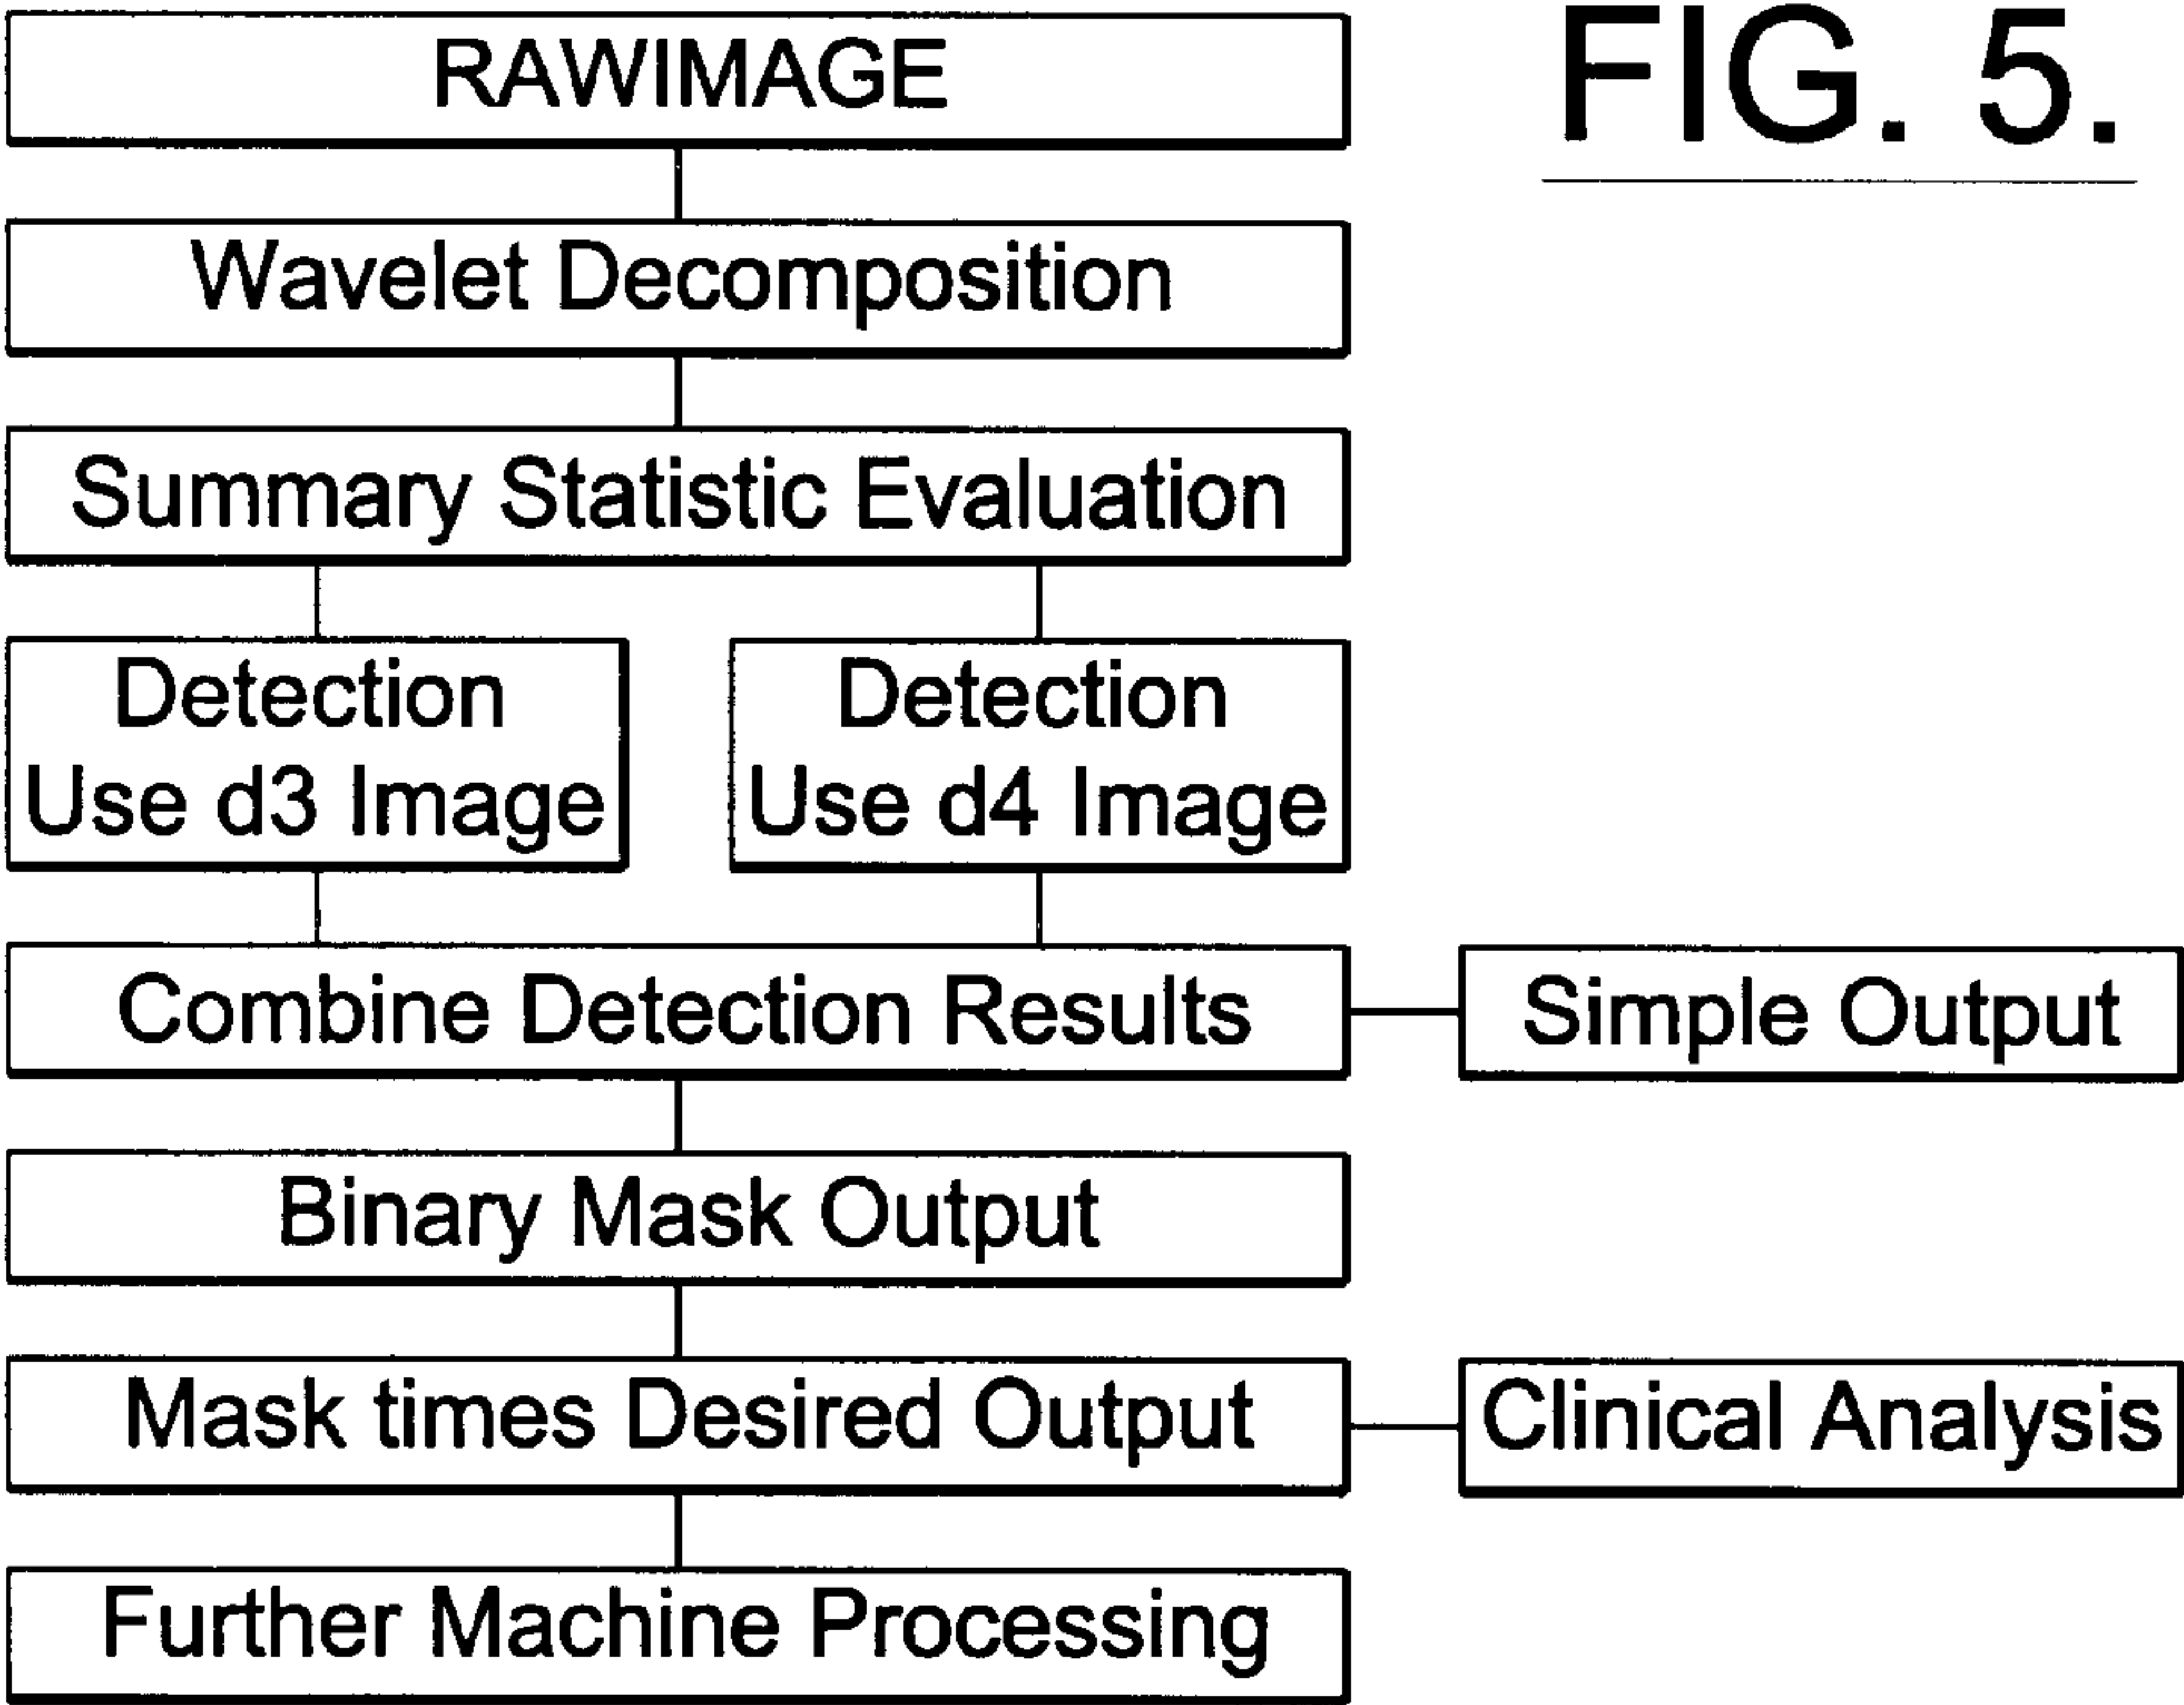 FIG. 5.
RAWIMAGE
Wavelet Decomposition
Summary Statistic Evaluation
Detection
Use d3 Image
Detection
Use d4 Image
Combine Detection Results
Simple Output
Binary Mask Output
Mask times Desired Output
Clinical Analysis
Further Machine Processing